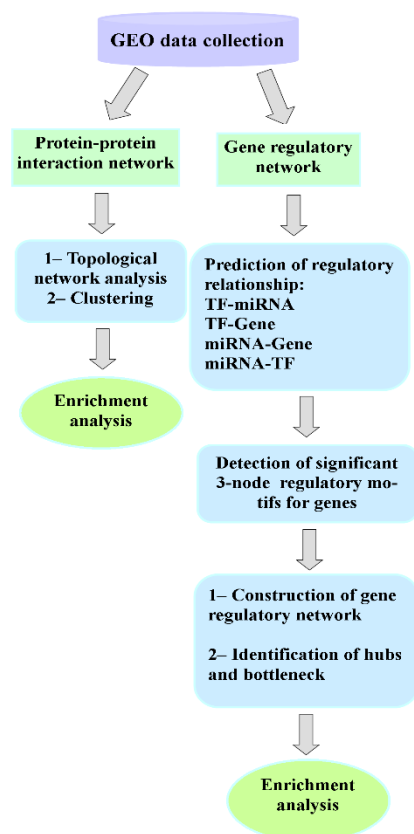 GEO data collection
Protein-protein
interaction network
Gene regulatory
network
1– Topological
network analysis
2– Clustering
Prediction of regulatory
relationship:
TF-miRNA
TF-Gene
miRNA-Gene
miRNA-TF
Enrichment
analysis
Detection of significant
3-node regulatory mo-
tifs for genes
1– Construction of gene
regulatory network
2– Identification of hubs
and bottleneck
Enrichment
analysis